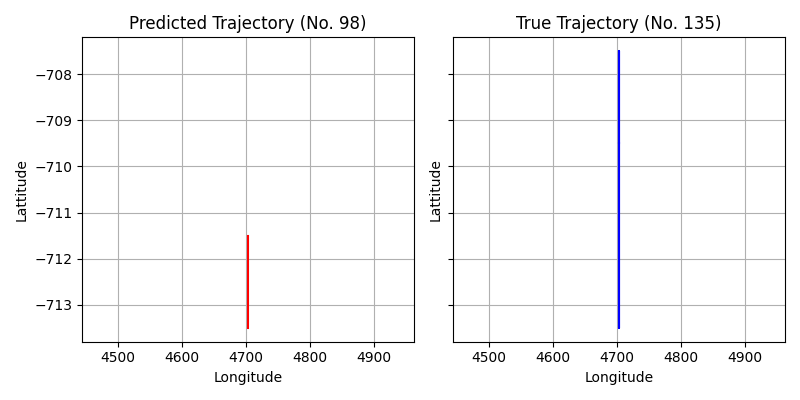 Predicted Trajectory (No. 98)
True Trajectory (No. 135)
Lattitude
−708
−709
−710
−711
−712
−713
4500 4600 4700 4800 4900
Longitude
Lattitude
4500 4600 4700 4800 4900
Longitude